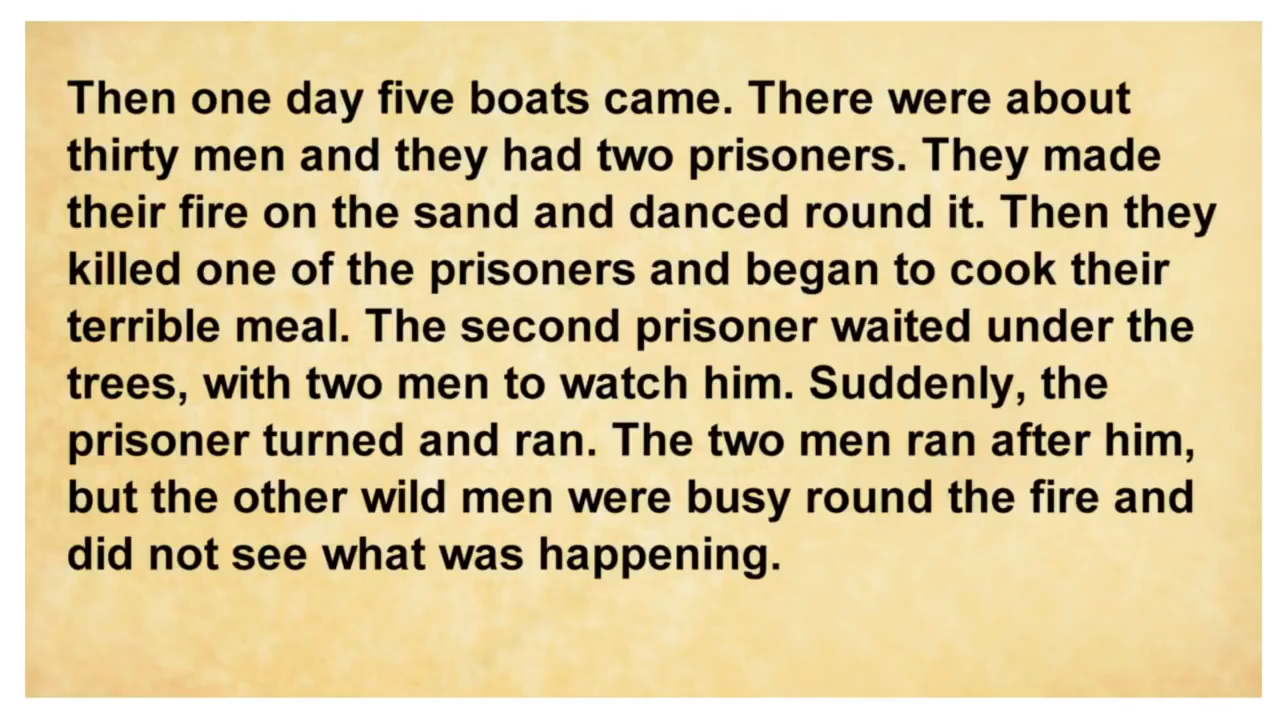 Then one day five boats came. There were about
thirty men and they had two prisoners. They made
their fire on the sand and danced round it. Then they
killed one of the prisoners and began to cook their
terrible meal. The second prisoner waited under the
trees, with two men to watch him. Suddenly, the
prisoner turned and ran. The two men ran after him,
but the other wild men were busy round the fire and
did not see what was happening.